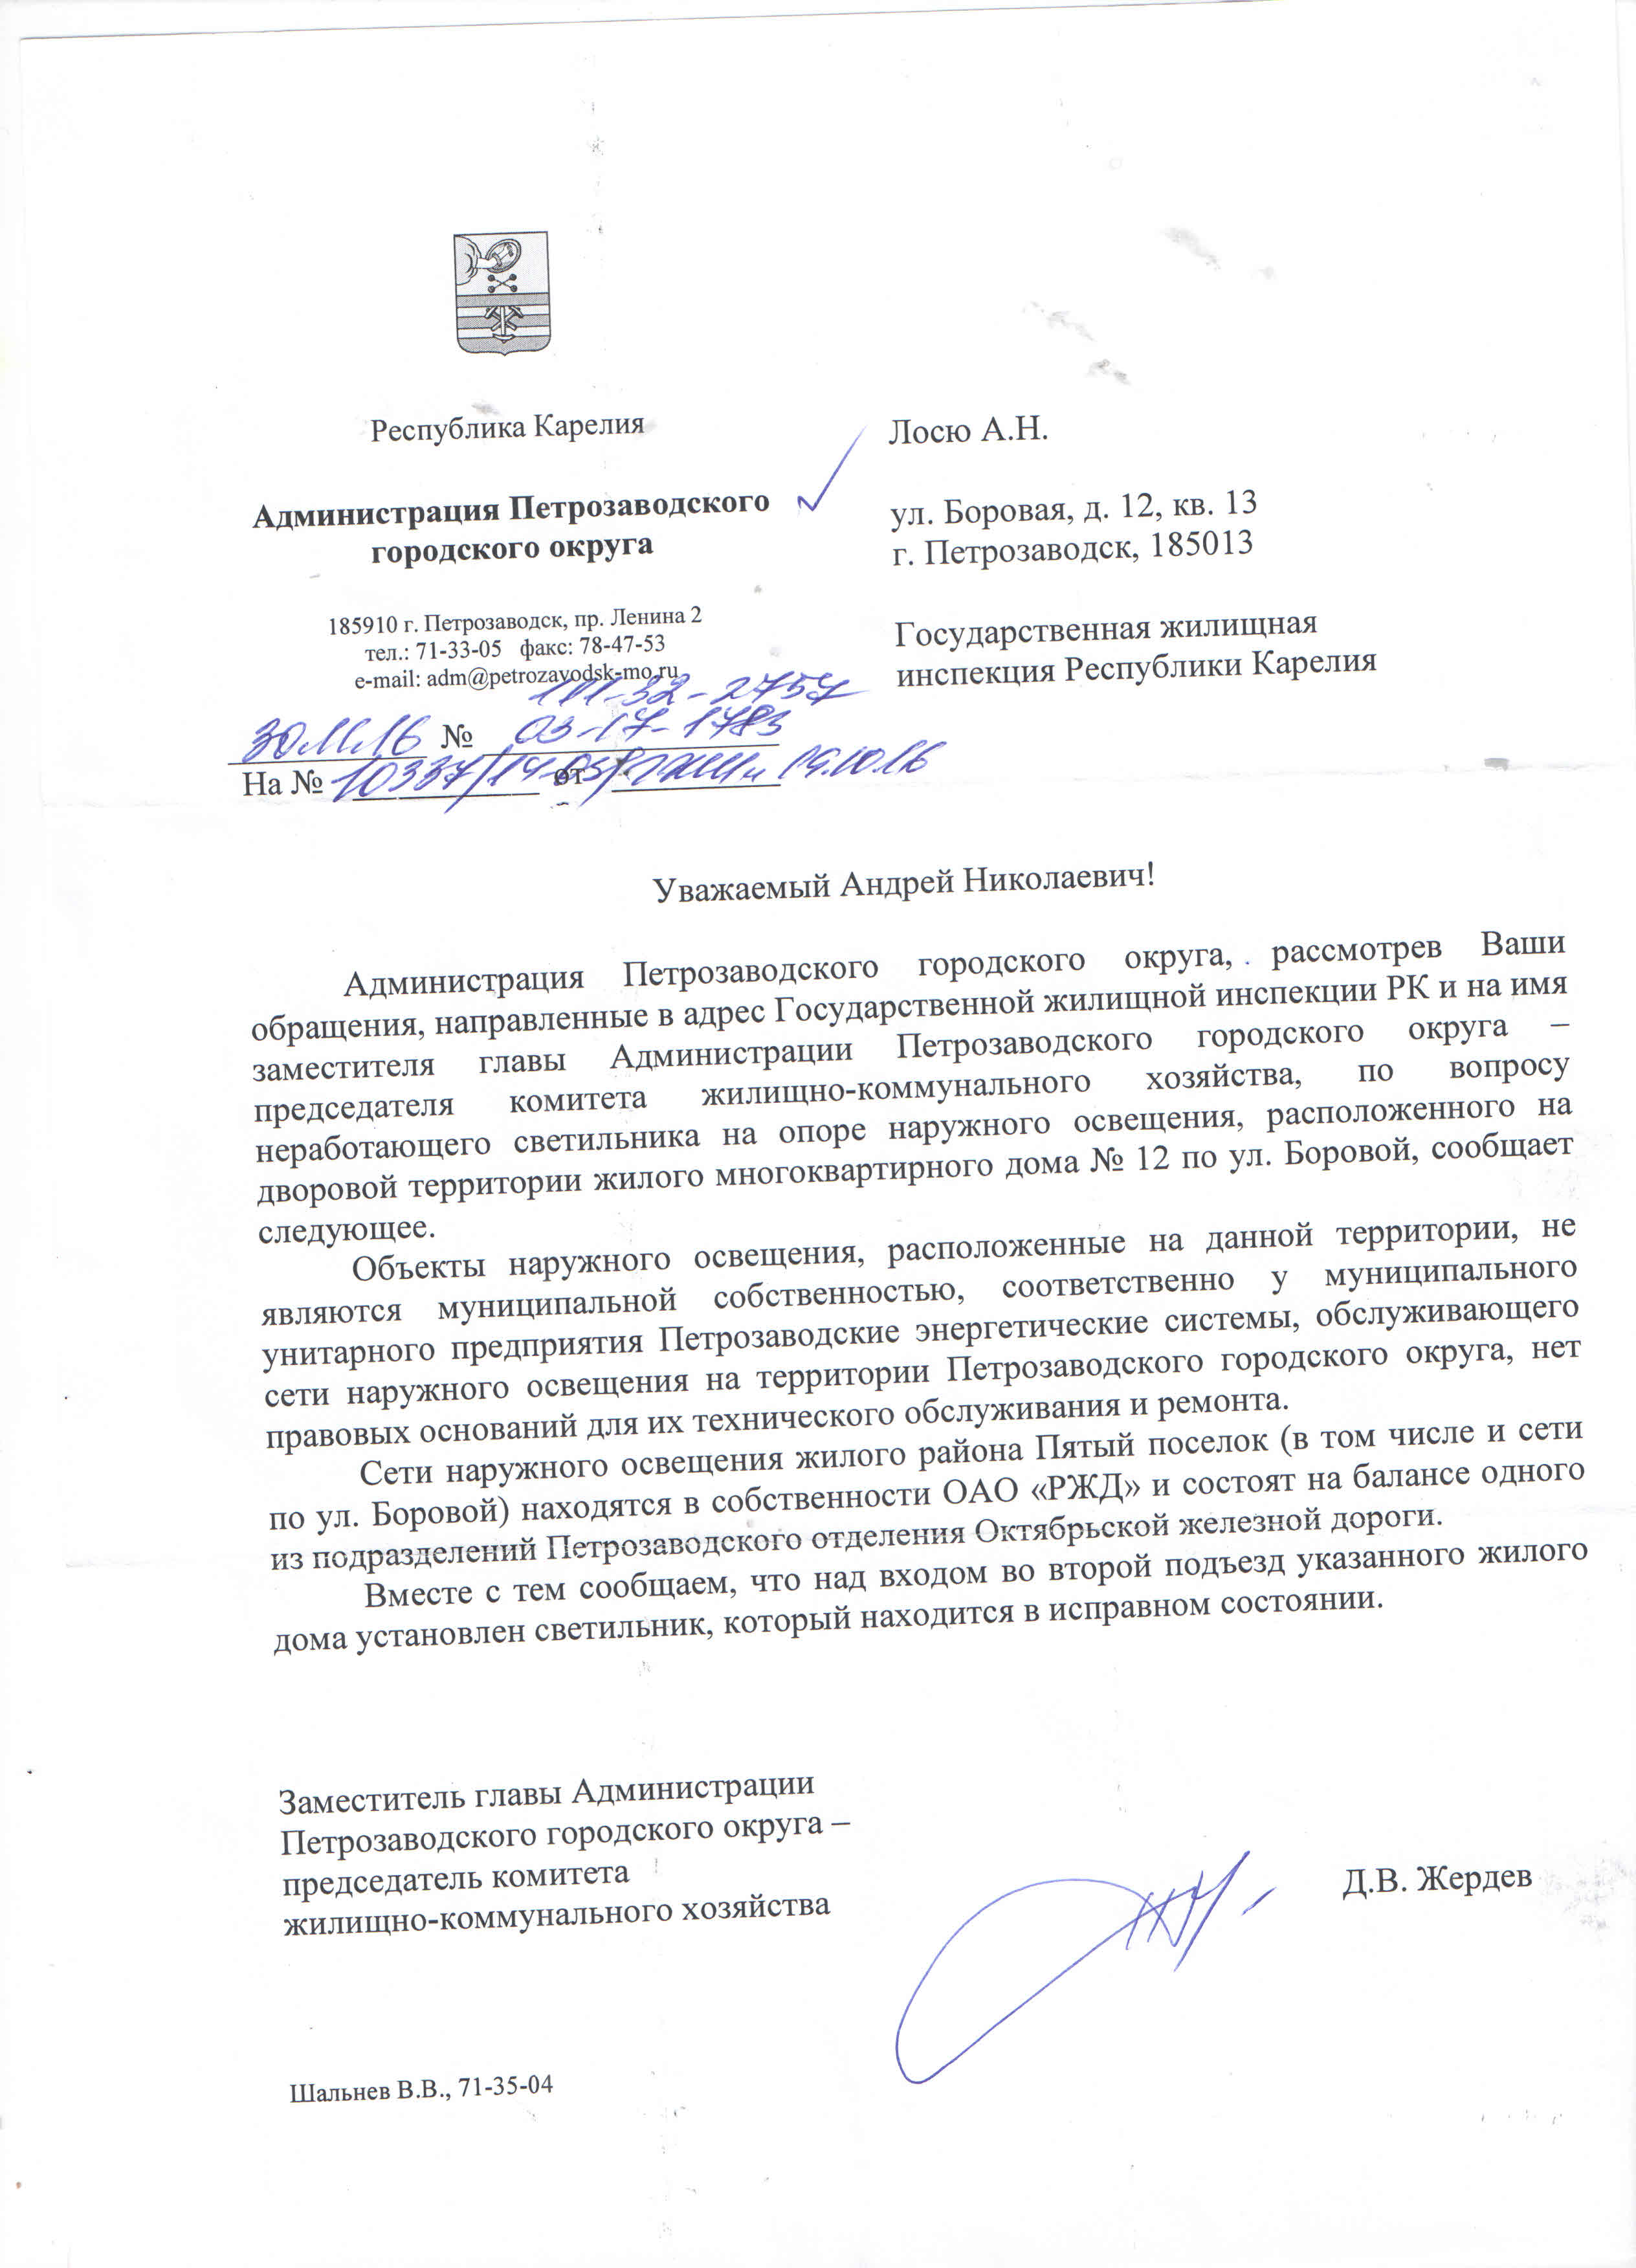 Республика Карелия
Администрация Петрозаводского
городского округа
185910 г. Петрозаводск, пр. Ленина 2
тел.: 71-33-05 факс: 78-47-53
e-mail: adm@petrozavodsk-mo.ru
Лосю А.Н.
ул. Боровая, д. 12, кв. 13
г. Петрозаводск, 185013
Государственная жилищная
инспекция Республики Карелия
-32-2757
30.11.16 № 03-17-1783
На № 10337/14-05/ от 19.10.16
Уважаемый Андрей Николаевич!
Администрация Петрозаводского городского округа, рассмотрев Ваши
обращения, направленные в адрес Государственной жилищной инспекции РК и на имя
заместителя главы Администрации Петрозаводского городского округа –
председателя комитета жилищно-коммунального хозяйства, по вопросу
неработающего светильника на опоре наружного освещения, расположенного на
дворовой территории жилого многоквартирного дома № 12 по ул. Боровой, сообщает
следующее.
Объекты наружного освещения, расположенные на данной территории, не
являются муниципальной собственностью, соответственно у муниципального
унитарного предприятия Петрозаводские энергетические системы, обслуживающего
сети наружного освещения на территории Петрозаводского городского округа, нет
правовых оснований для их технического обслуживания и ремонта.
Сети наружного освещения жилого района Пятый поселок (в том числе и сети
по ул. Боровой) находятся в собственности ОАО «РЖД» и состоят на балансе одного
из подразделений Петрозаводского отделения Октябрьской железной дороги.
Вместе с тем сообщаем, что над входом во второй подъезд указанного жилого
дома установлен светильник, который находится в исправном состоянии.
Заместитель главы Администрации
Петрозаводского городского округа –
председатель комитета
жилищно-коммунального хозяйства
Д.В. Жердев
Шальнев В.В., 71-35-04